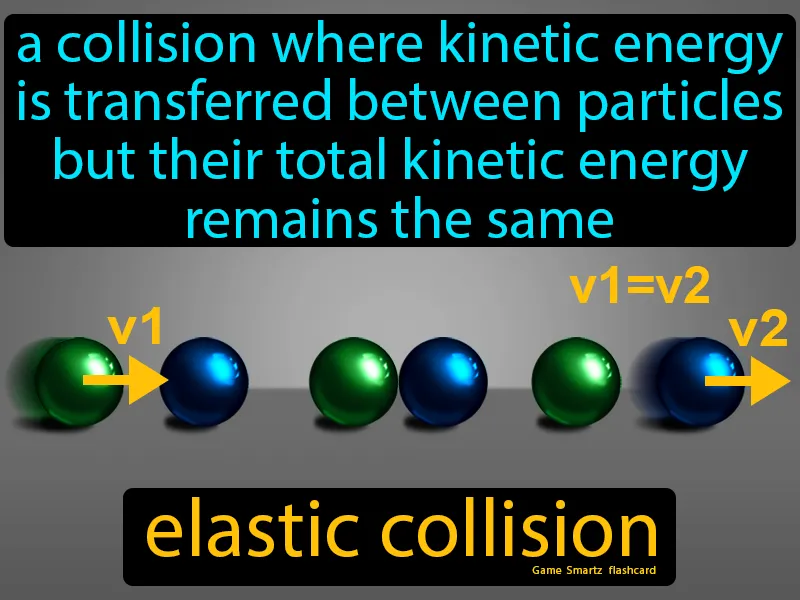 a collision where kinetic energy
is transferred between particles
but their total kinetic energy
remains the same
v1=v2
v1
v2
elastic collision
Game Smartz flashcard